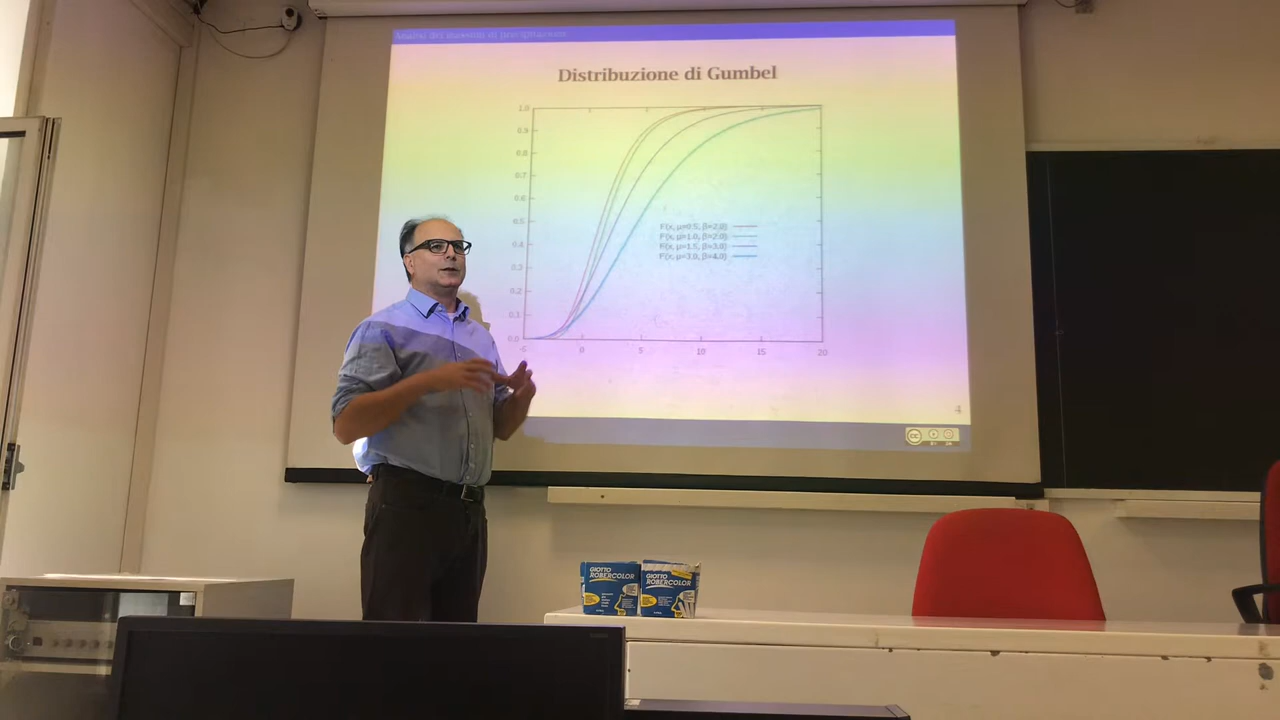 Analisi dei massimi di precipitazione
Distribuzione di Gumbel
1.0
0.9
0.8
0.7
0.6
0.5
0.4
0.3
0.2
0.1
0.0
F(x, μ=0.5, β=2.0)
F(x, μ=1.0, β=2.0)
F(x, μ=1.5, β=3.0)
F(x, μ=3.0, β=4.0)
-5 0 5 10 15 20
4
cc
GIOTTO
ROBERCOLOR
GIOTTO
ROBERCOLOR